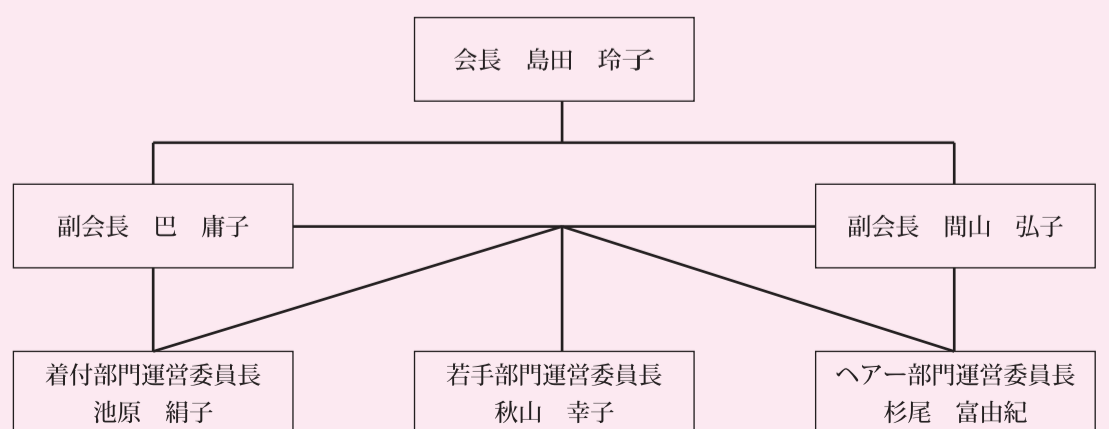 会長　島田　玲子
副会長　巴　庸子
副会長　間山　弘子
着付部門運営委員長
池原　絹子
若手部門運営委員長
秋山　幸子
ヘアー部門運営委員長
杉尾　富由紀